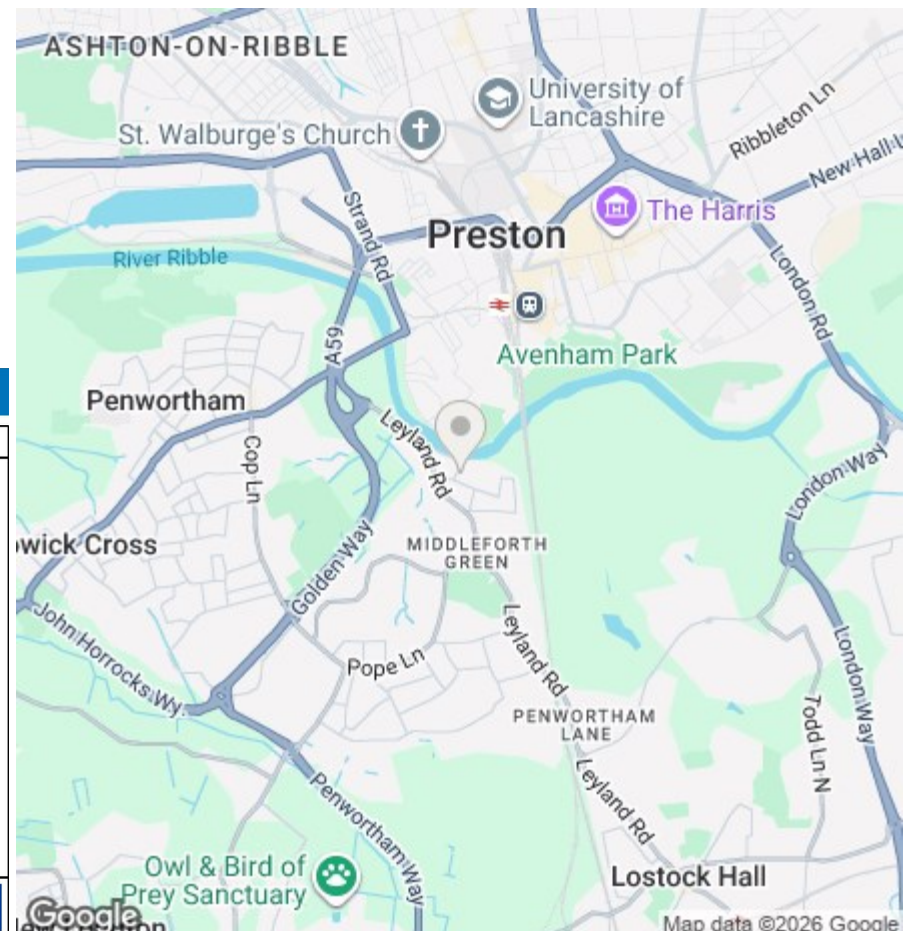 ASHTON-ON-RIBBLE
University of
Lancashire
St. Walburge's Church
Ribbleton Ln
New Hall L
The Harris
Strand Rd
Preston
River Ribble
London Rd
A59
Avenham Park
Penwortham
Leyland Rd
Cop Ln
London Way
wick Cross
MIDDLEFORTH
GREEN
Golden Way
John Horrocks Wy.
Leyland Rd
Pope Ln
London Way
PENWORTHAM
LANE
Todd Ln N
Leyland Rd
Penwortham Way
Owl & Bird of
Prey Sanctuary
Lostock Hall
Google
Map data ©2026 Google